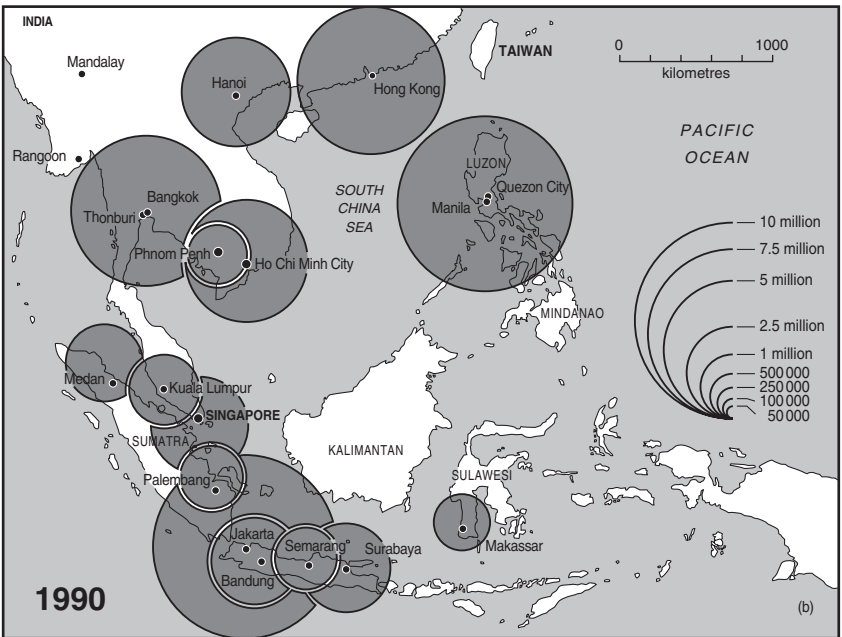 INDIA
Mandalay
TAIWAN
0 1000
kilometres
Hanoi
Hong Kong
PACIFIC
OCEAN
Rangoon
LUZON
SOUTH
CHINA
SEA
Bangkok
Quezon City
Thonburi
Manila
10 million
Phnom Penh
7.5 million
Ho Chi Minh City
5 million
MINDANAO
2.5 million
1 million
500 000
250 000
100 000
50 000
Medan
Kuala Lumpur
SINGAPORE
SUMATRA
KALIMANTAN
SULAWESI
Palembang
Jakarta
Semarang
Surabaya
Makassar
Bandung
1990
(b)